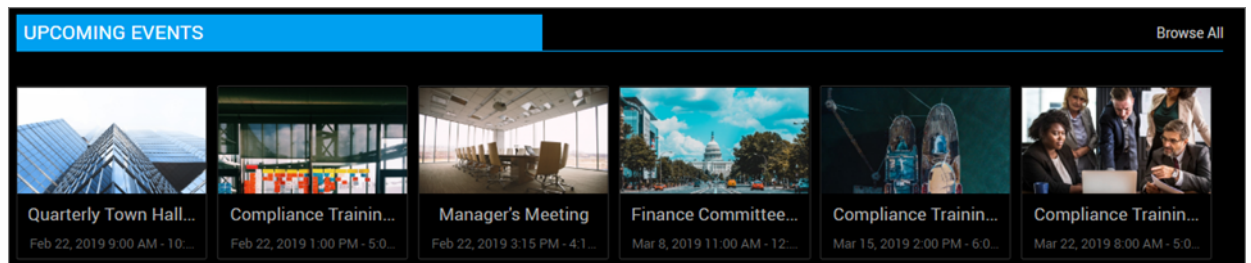 UPCOMING EVENTS
Browse All
Quarterly Town Hall...
Compliance Trainin...
Manager's Meeting
Finance Committee...
Compliance Trainin...
Compliance Trainin...
Feb 22, 2019 9:00 AM - 10:...
Feb 22, 2019 1:00 PM - 5:0...
Feb 22, 2019 3:15 PM - 4:1...
Mar 8, 2019 11:00 AM - 12:...
Mar 15, 2019 2:00 PM - 6:0...
Mar 22, 2019 8:00 AM - 5:0...